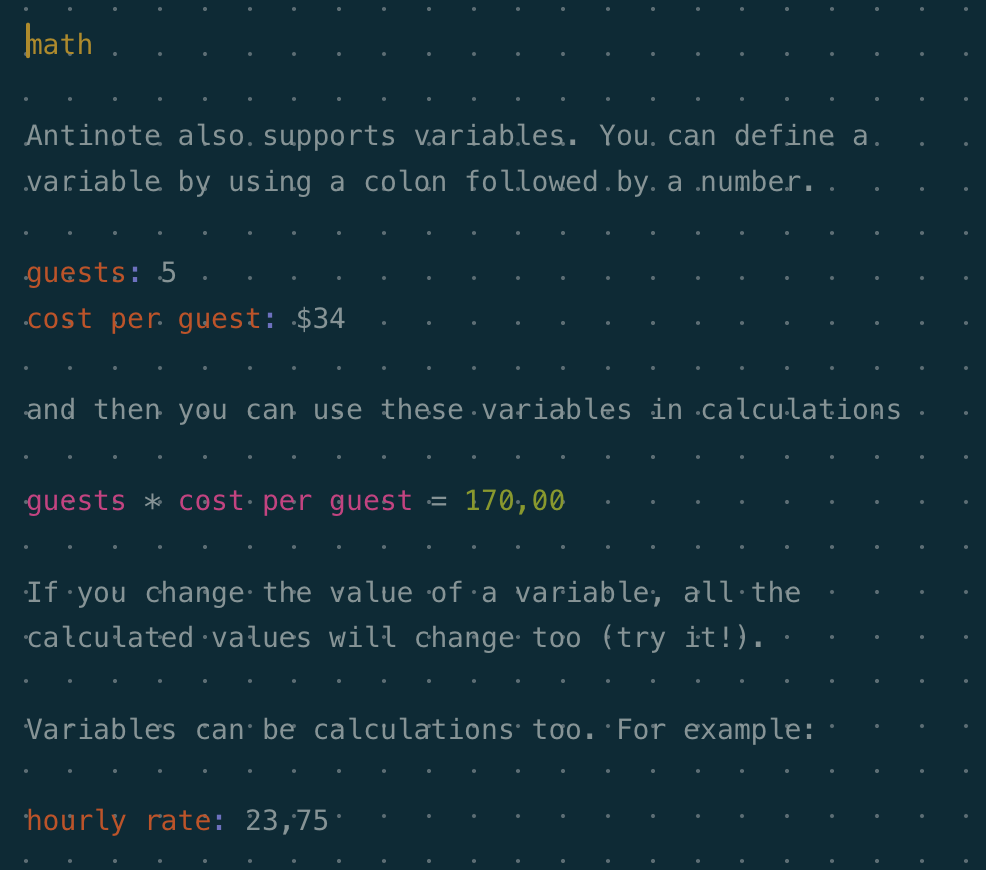 math
Antinote also supports variables. You can define a
variable by using a colon followed by a number.
guests: 5
cost per guest: $34
and then you can use these variables in calculations
guests * cost per guest = 170,00
If you change the value of a variable, all the
calculated values will change too (try it!).
Variables can be calculations too. For example:
hourly rate: 23,75